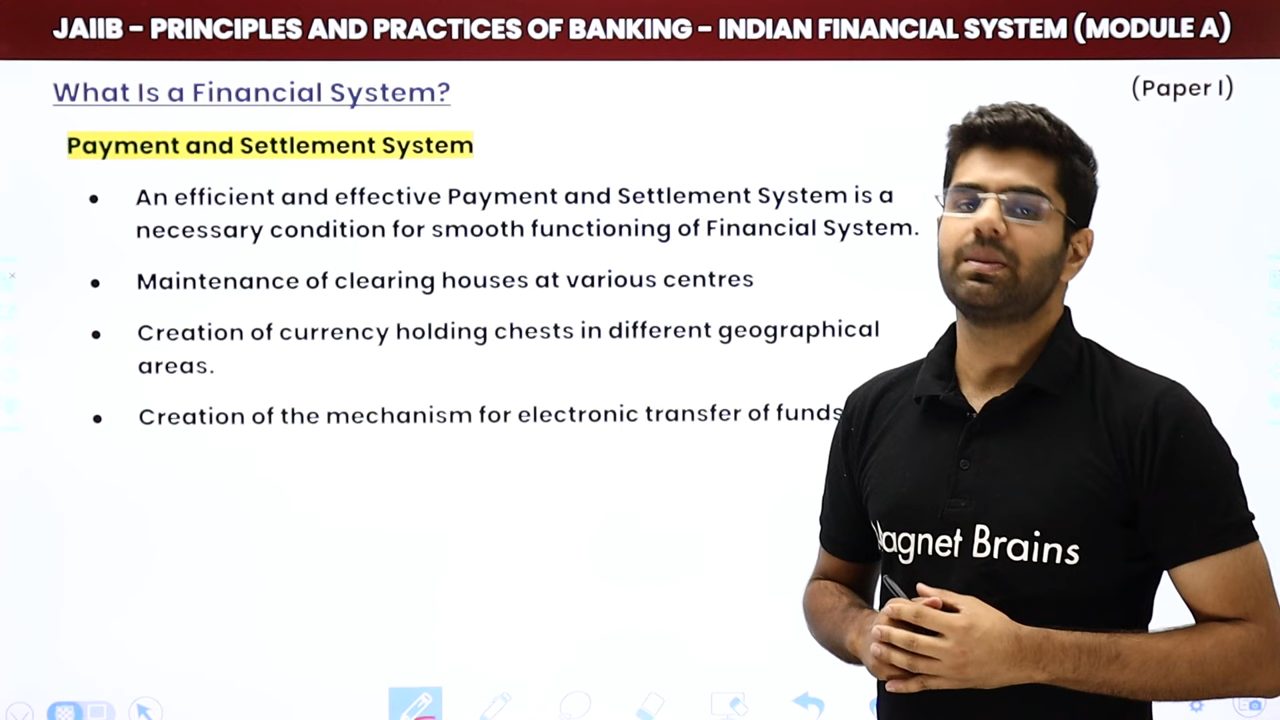 JAIIB - PRINCIPLES AND PRACTICES OF BANKING - INDIAN FINANCIAL SYSTEM (MODULE A)
What Is a Financial System?
(Paper I)
Payment and Settlement System
• An efficient and effective Payment and Settlement System is a
necessary condition for smooth functioning of Financial System.
• Maintenance of clearing houses at various centres
• Creation of currency holding chests in different geographical
areas.
• Creation of the mechanism for electronic transfer of funds
Brains